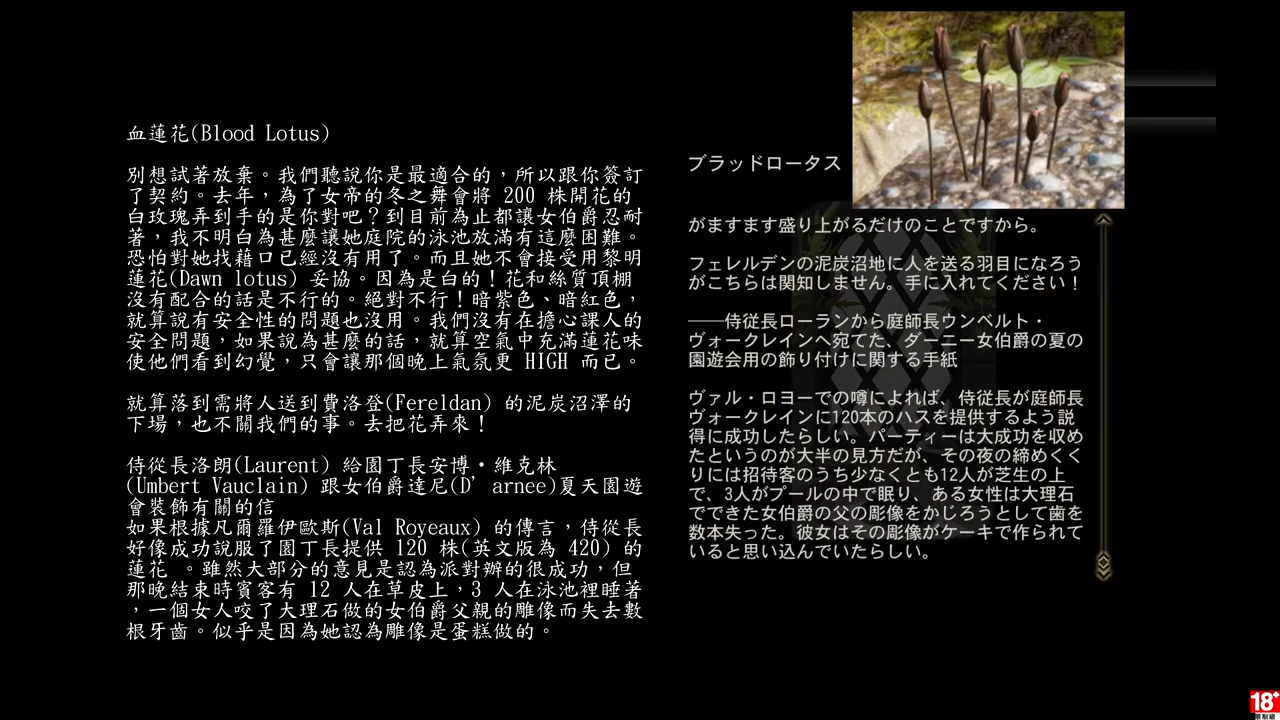 血蓮花(Blood Lotus)
別想試著放棄。我們聽說你是最適合的，所以跟你簽訂
了契約。去年，為了女帝的冬之舞會將 200 株開花的
白玫瑰弄到手的是你對吧？到目前為止都讓女伯爵忍耐
著，我不明白為甚麼讓她庭院的泳池放滿有這麼困難。
恐怕對她找藉口已經沒有用了。而且她不會接受用黎明
蓮花(Dawn lotus) 妥協。因為是白的！花和絲質頂棚
沒有配合的話是不行的。絕對不行！暗紫色、暗紅色，
就算說有安全性的問題也沒用。我們沒有在擔心課人的
安全問題，如果說為甚麼的話，就算空氣中充滿蓮花味
使他們看到幻覺，只會讓那個晚上氣氛更 HIGH 而已。
就算落到需將人送到費洛登(Fereldan) 的泥炭沼澤的
下場，也不關我們的事。去把花弄來！
侍從長洛朗(Laurent) 給園丁長安博・維克林
(Umbert Vauclain) 跟女伯爵達尼(D’arnee)夏天園遊
會裝飾有關的信
如果根據凡爾羅伊歐斯(Val Royeaux) 的傳言，侍從長
好像成功說服了園丁長提供 120 株(英文版為 420) 的
蓮花 。雖然大部分的意見是認為派對辦的很成功，但
那晚結束時賓客有 12 人在草皮上，3 人在泳池裡睡著
，一個女人咬了大理石做的女伯爵父親的雕像而失去數
根牙齒。似乎是因為她認為雕像是蛋糕做的。
ブラッドロータス
がますます盛り上がるだけのことですから。
フェレルデンの泥炭沼地に人を送る羽目になろう
がこちらは関知しません。手に入れてください！
――侍従長ローランから庭師長ウンベルト・
ヴォークレインへ宛てた、ダーニー女伯爵の夏の
園遊会用の飾り付けに関する手紙
ヴァル・ロヨーでの噂によれば、侍従長が庭師長
ヴォークレインに120本のハスを提供するよう説
得に成功したらしい。パーティーは大成功を収め
たというのが大半の見方だが、その夜の締めくく
りには招待客のうち少なくとも12人が芝生の上
で、3人がプールの中で眠り、ある女性は大理石
でできた女伯爵の父の彫像をかじろうとして歯を
数本失った。彼女はその彫像がケーキで作られて
いると思い込んでいたらしい。
18+
限制級